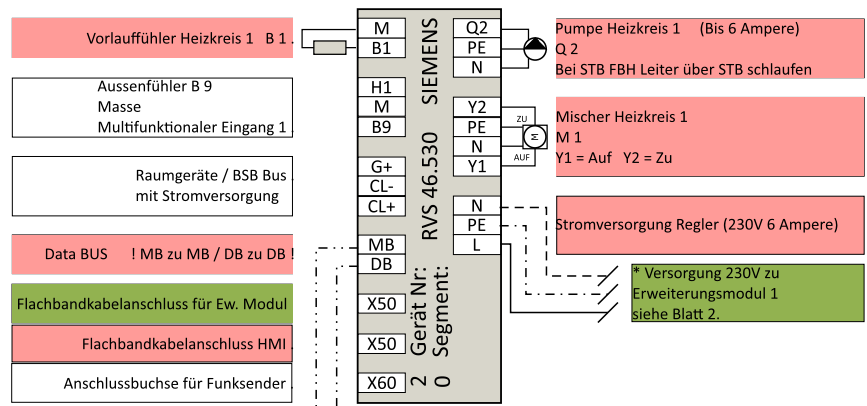 Vorlauffühler Heizkreis 1 B 1 .
Aussenfühler B 9
Masse
Multifunktionaler Eingang 1 .
Raumgeräte / BSB Bus .
mit Stromversorgung
Data BUS ! MB zu MB / DB zu DB !
Flachbandkabelanschluss für Ew. Modul
Flachbandkabelanschluss HMI .
Anschlussbuchse für Funksender .
M
B1
H1
M
B9
G+
CL-
CL+
MB
DB
X50
X50
X60
SIEMENS
RVS 46.530
Gerät Nr: 2
Segment: 0
Q2
PE
N
Y2
PE
N
Y1
N
PE
L
ZU
M
AUF
Pumpe Heizkreis 1 (Bis 6 Ampere)
Q 2
Bei STB FBH Leiter über STB schlaufen
Mischer Heizkreis 1
M 1
Y1 = Auf Y2 = Zu
Stromversorgung Regler (230V 6 Ampere)
* Versorgung 230V zu
Erweiterungsmodul 1
siehe Blatt 2.